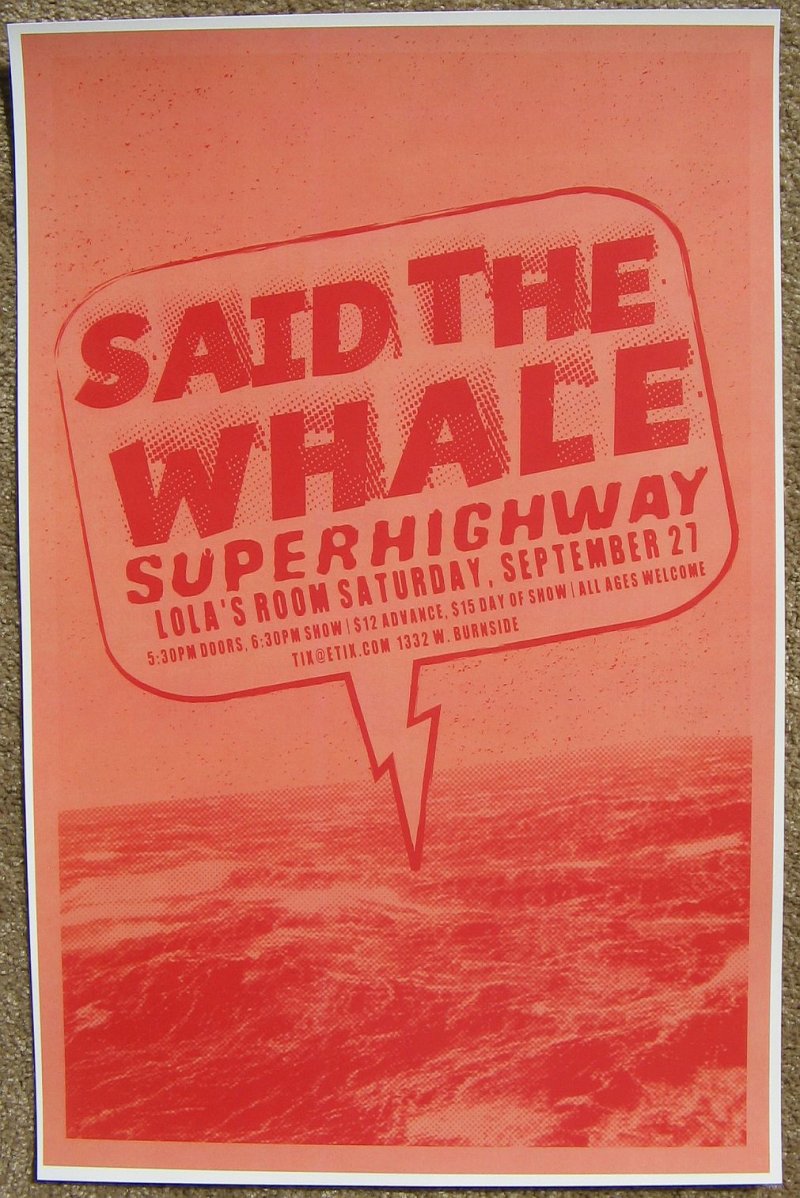 SAID THE
WHALE
SUPERHIGHWAY
LOLA'S ROOM SATURDAY, SEPTEMBER 27
5:30PM DOORS, 6:30PM SHOW | $12 ADVANCE, $15 DAY OF SHOW | ALL AGES WELCOME
TIX@ETIX.COM 1332 W. BURNSIDE